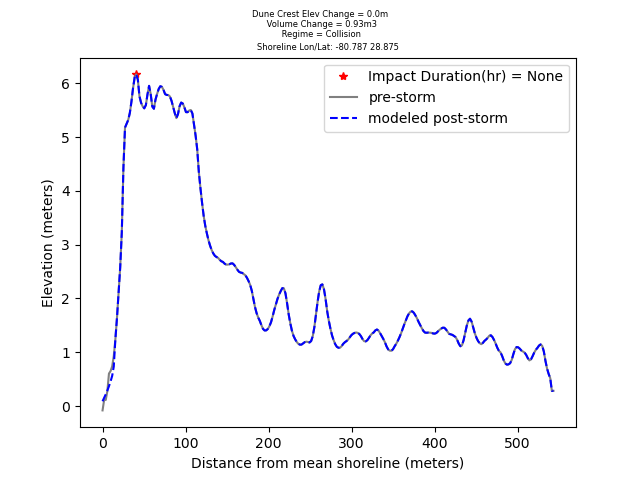 Dune Crest Elev Change = 0.0m
Volume Change = 0.93m3
Regime = Collision
Shoreline Lon/Lat: -80.787 28.875
Impact Duration(hr) = None
pre-storm
modeled post-storm
6
5
4
3
2
1
0
Elevation (meters)
0 100 200 300 400 500
Distance from mean shoreline (meters)